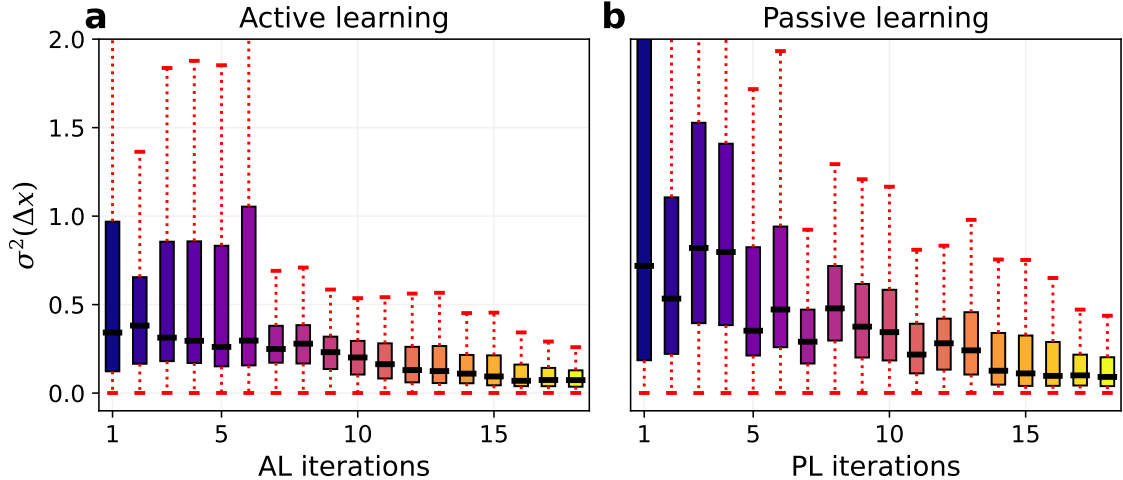 a Active learning
b Passive learning
2.0
1.5
1.0
0.5
0.0
σ²(Δx)
1 5 10 15
AL iterations
1 5 10 15
PL iterations